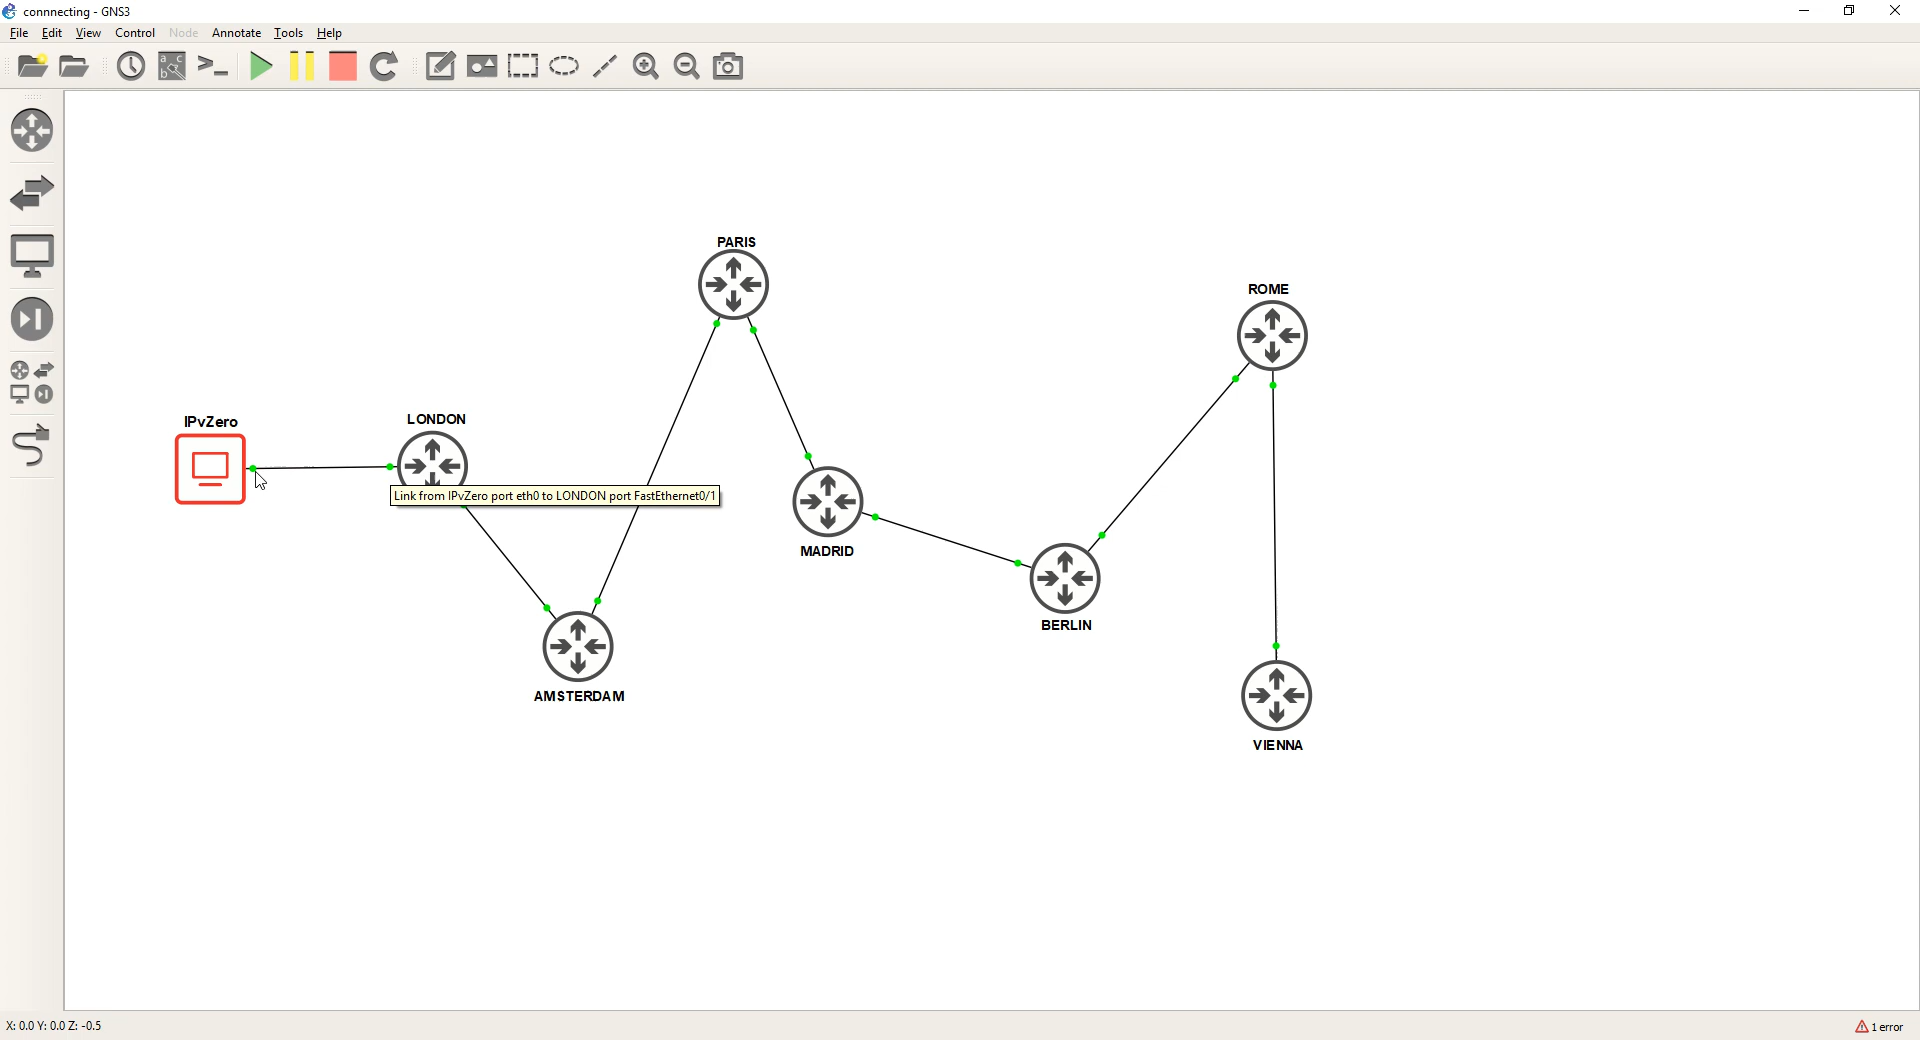 connnecting - GNS3
File Edit View Control Node Annotate Tools Help
a c
b
PARIS
ROME
IPvZero
LONDON
Link from IPvZero port eth0 to LONDON port FastEthernet0/1
MADRID
BERLIN
AMSTERDAM
VIENNA
X: 0.0 Y: 0.0 Z: -0.5
1 error